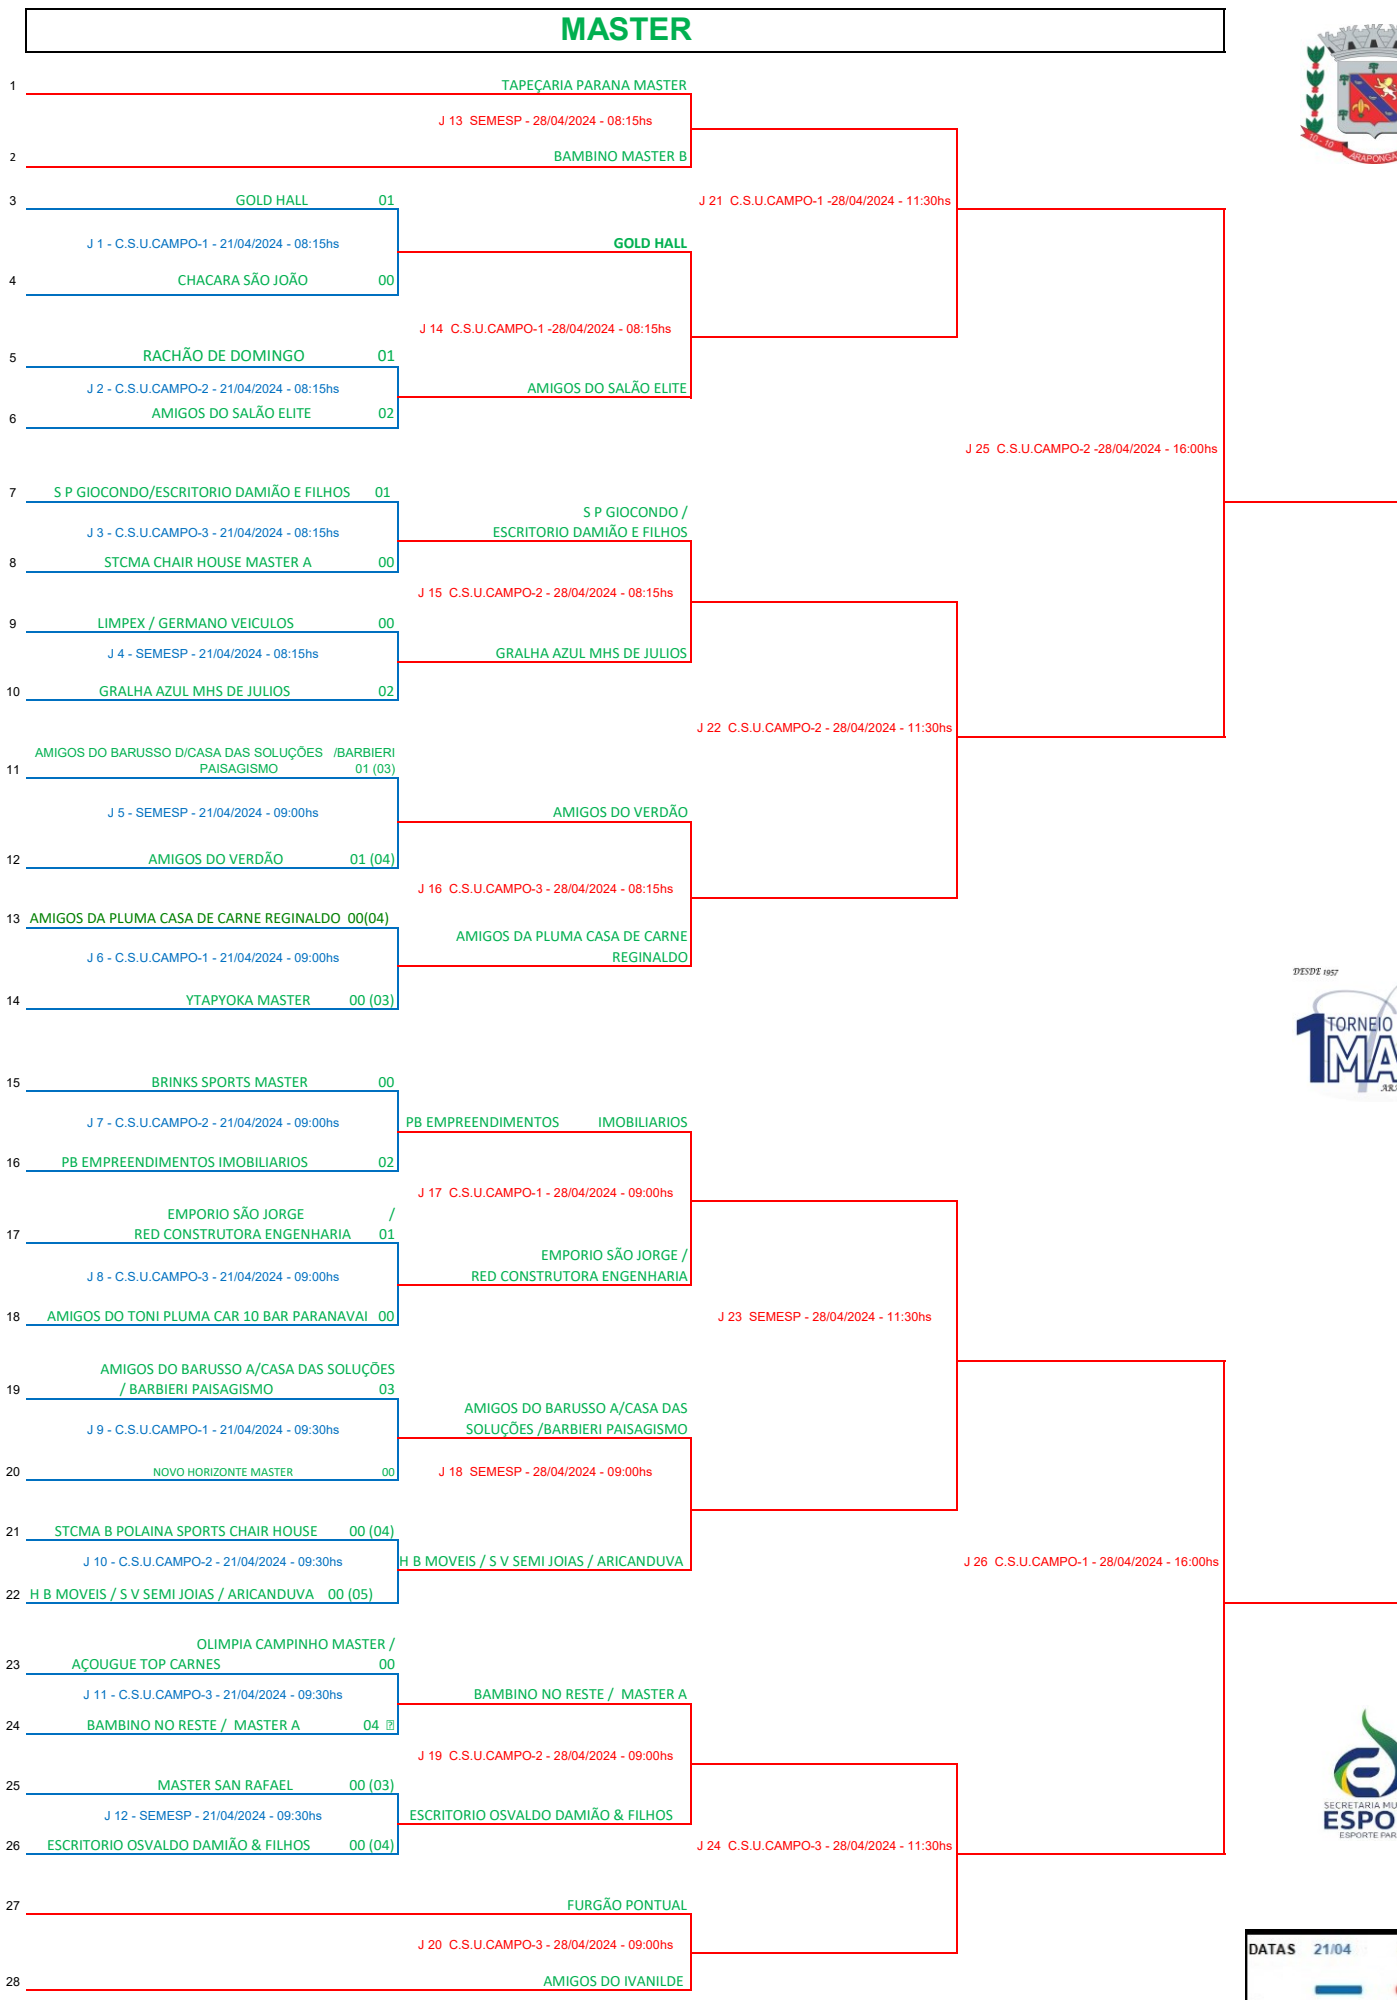 MASTER
1 TAPEÇARIA PARANA MASTER
J 13 SEMESP - 28/04/2024 - 08:15hs
2 BAMBINO MASTER B
3 GOLD HALL 01
J 21 C.S.U.CAMPO-1 -28/04/2024 - 11:30hs
J 1 - C.S.U.CAMPO-1 - 21/04/2024 - 08:15hs
GOLD HALL
4 CHACARA SÃO JOÃO 00
J 14 C.S.U.CAMPO-1 -28/04/2024 - 08:15hs
5 RACHÃO DE DOMINGO 01
J 2 - C.S.U.CAMPO-2 - 21/04/2024 - 08:15hs
AMIGOS DO SALÃO ELITE
6 AMIGOS DO SALÃO ELITE 02
J 25 C.S.U.CAMPO-2 -28/04/2024 - 16:00hs
7 S P GIOCONDO/ESCRITORIO DAMIÃO E FILHOS 01
S P GIOCONDO /
ESCRITORIO DAMIÃO E FILHOS
J 3 - C.S.U.CAMPO-3 - 21/04/2024 - 08:15hs
8 STCMA CHAIR HOUSE MASTER A 00
J 15 C.S.U.CAMPO-2 - 28/04/2024 - 08:15hs
9 LIMPEX / GERMANO VEICULOS 00
J 4 - SEMESP - 21/04/2024 - 08:15hs
GRALHA AZUL MHS DE JULIOS
10 GRALHA AZUL MHS DE JULIOS 02
J 22 C.S.U.CAMPO-2 - 28/04/2024 - 11:30hs
AMIGOS DO BARUSSO D/CASA DAS SOLUÇÕES /BARBIERI
11 PAISAGISMO 01 (03)
J 5 - SEMESP - 21/04/2024 - 09:00hs
AMIGOS DO VERDÃO
12 AMIGOS DO VERDÃO 01 (04)
J 16 C.S.U.CAMPO-3 - 28/04/2024 - 08:15hs
13 AMIGOS DA PLUMA CASA DE CARNE REGINALDO 00(04)
AMIGOS DA PLUMA CASA DE CARNE
REGINALDO
J 6 - C.S.U.CAMPO-1 - 21/04/2024 - 09:00hs
14 YTAPYOKA MASTER 00 (03)
15 BRINKS SPORTS MASTER 00
J 7 - C.S.U.CAMPO-2 - 21/04/2024 - 09:00hs
PB EMPREENDIMENTOS IMOBILIARIOS
16 PB EMPREENDIMENTOS IMOBILIARIOS 02
J 17 C.S.U.CAMPO-1 - 28/04/2024 - 09:00hs
EMPORIO SÃO JORGE /
17 RED CONSTRUTORA ENGENHARIA 01
EMPORIO SÃO JORGE /
RED CONSTRUTORA ENGENHARIA
J 8 - C.S.U.CAMPO-3 - 21/04/2024 - 09:00hs
18 AMIGOS DO TONI PLUMA CAR 10 BAR PARANAVAI 00
J 23 SEMESP - 28/04/2024 - 11:30hs
AMIGOS DO BARUSSO A/CASA DAS SOLUÇÕES
19 / BARBIERI PAISAGISMO 03
AMIGOS DO BARUSSO A/CASA DAS
SOLUÇÕES /BARBIERI PAISAGISMO
J 9 - C.S.U.CAMPO-1 - 21/04/2024 - 09:30hs
20 NOVO HORIZONTE MASTER 00
J 18 SEMESP - 28/04/2024 - 09:00hs
21 STCMA B POLAINA SPORTS CHAIR HOUSE 00 (04)
J 10 - C.S.U.CAMPO-2 - 21/04/2024 - 09:30hs
H B MOVEIS / S V SEMI JOIAS / ARICANDUVA
J 26 C.S.U.CAMPO-1 - 28/04/2024 - 16:00hs
22 H B MOVEIS / S V SEMI JOIAS / ARICANDUVA 00 (05)
OLIMPIA CAMPINHO MASTER /
23 AÇOUGUE TOP CARNES 00
J 11 - C.S.U.CAMPO-3 - 21/04/2024 - 09:30hs
BAMBINO NO RESTE / MASTER A
24 BAMBINO NO RESTE / MASTER A 04
J 19 C.S.U.CAMPO-2 - 28/04/2024 - 09:00hs
25 MASTER SAN RAFAEL 00 (03)
J 12 - SEMESP - 21/04/2024 - 09:30hs
ESCRITORIO OSVALDO DAMIÃO & FILHOS
26 ESCRITORIO OSVALDO DAMIÃO & FILHOS 00 (04)
J 24 C.S.U.CAMPO-3 - 28/04/2024 - 11:30hs
27 FURGÃO PONTUAL
J 20 C.S.U.CAMPO-3 - 28/04/2024 - 09:00hs
28 AMIGOS DO IVANILDE
10 - 10
ARAPONGA
DESDE 1957
1 TORNEIO
MA
AR
SECRETARIA MU
ESPO
ESPORTE PAR
DATAS 21/04